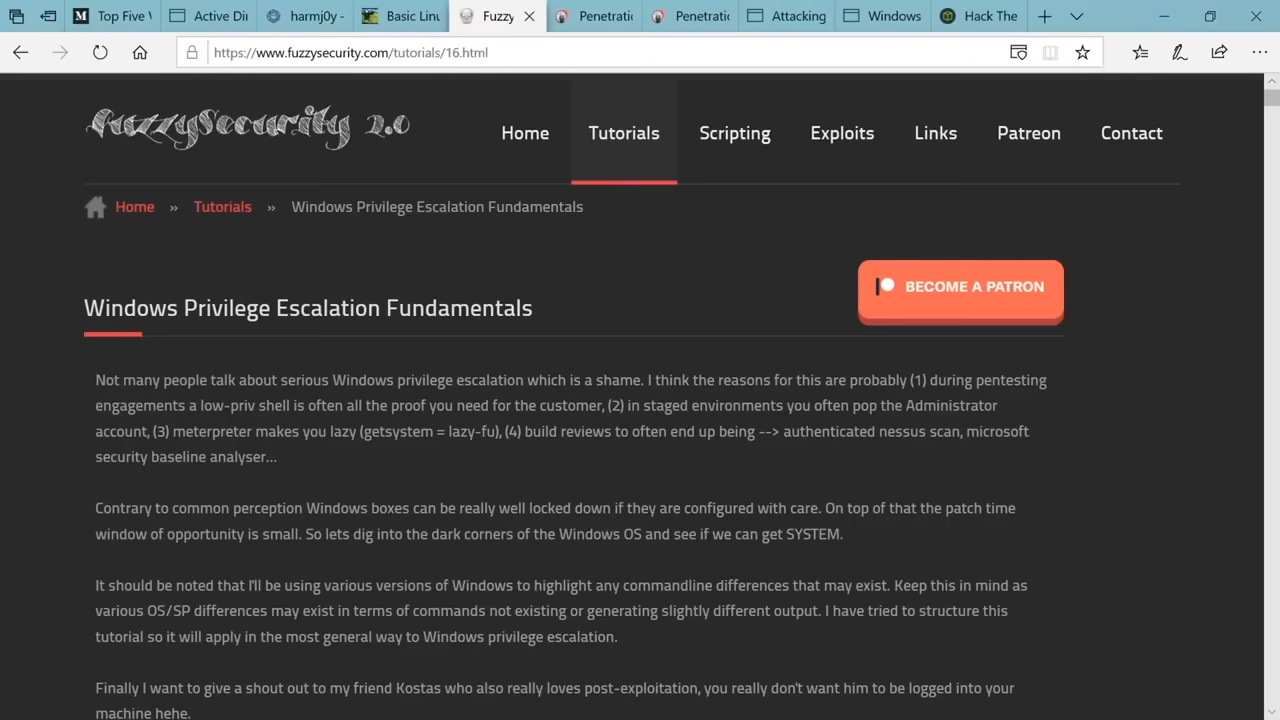 Top Five V
Active Dir
harmj0y -
Basic Linu
Fuzzy
Penetratio
Penetratio
Attacking
Windows
Hack The
https://www.fuzzysecurity.com/tutorials/16.html
fuzzySecurity 2.0
Home
Tutorials
Scripting
Exploits
Links
Patreon
Contact
Home » Tutorials » Windows Privilege Escalation Fundamentals
BECOME A PATRON
Windows Privilege Escalation Fundamentals
Not many people talk about serious Windows privilege escalation which is a shame. I think the reasons for this are probably (1) during pentesting
engagements a low-priv shell is often all the proof you need for the customer, (2) in staged environments you often pop the Administrator
account, (3) meterpreter makes you lazy (getsystem = lazy-fu), (4) build reviews to often end up being --> authenticated nessus scan, microsoft
security baseline analyser...
Contrary to common perception Windows boxes can be really well locked down if they are configured with care. On top of that the patch time
window of opportunity is small. So lets dig into the dark corners of the Windows OS and see if we can get SYSTEM.
It should be noted that I'll be using various versions of Windows to highlight any commandline differences that may exist. Keep this in mind as
various OS/SP differences may exist in terms of commands not existing or generating slightly different output. I have tried to structure this
tutorial so it will apply in the most general way to Windows privilege escalation.
Finally I want to give a shout out to my friend Kostas who also really loves post-exploitation, you really don't want him to be logged into your
machine hehe.